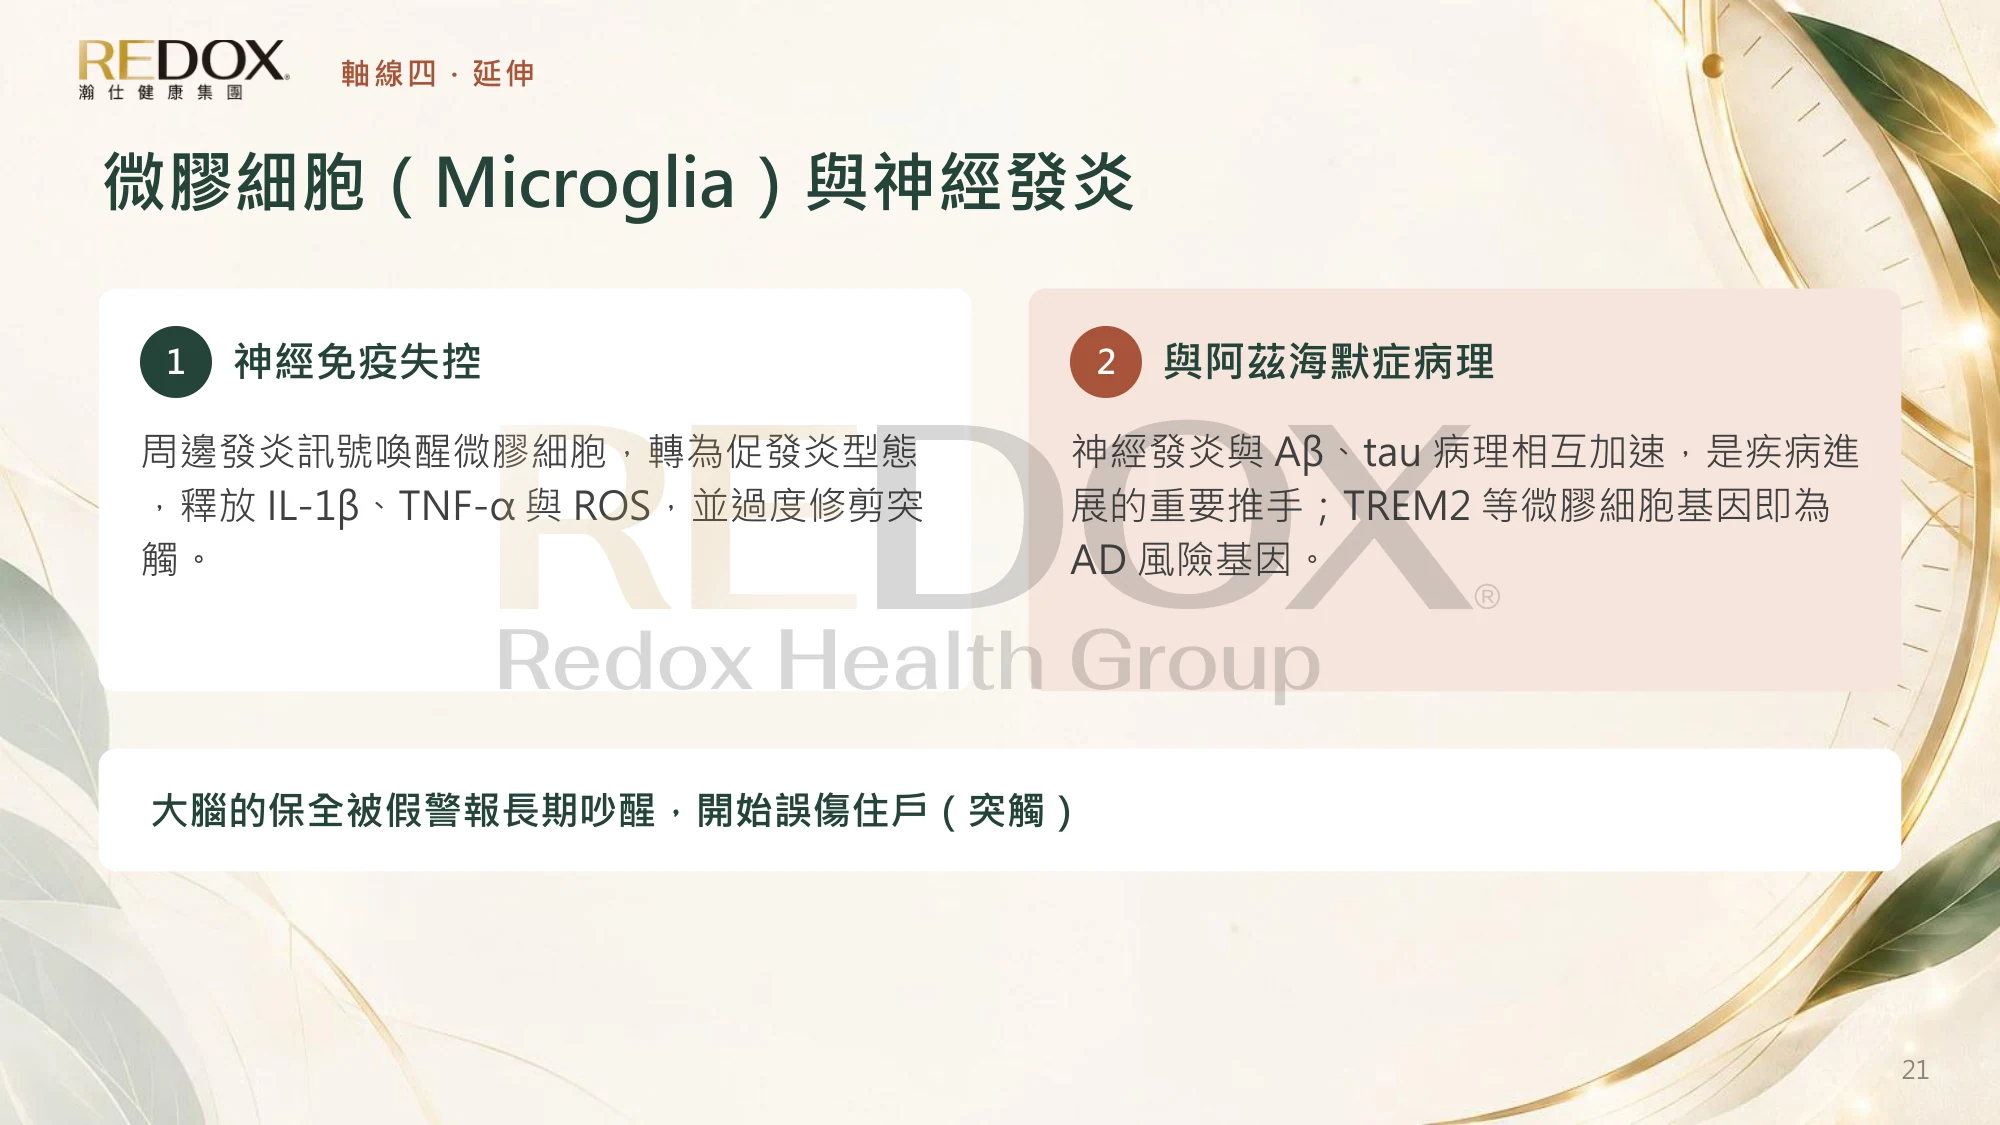 REDOX®
瀚仕健康集團
軸線四．延伸
微膠細胞（Microglia）與神經發炎
1 神經免疫失控
周邊發炎訊號喚醒微膠細胞，轉為促發炎型態
，釋放 IL-1β、TNF-α 與 ROS，並過度修剪突
觸。
2 與阿茲海默症病理
神經發炎與 Aβ、tau 病理相互加速，是疾病進
展的重要推手；TREM2 等微膠細胞基因即為
AD 風險基因。
REDOX®
Redox Health Group
大腦的保全被假警報長期吵醒，開始誤傷住戶（突觸）
21